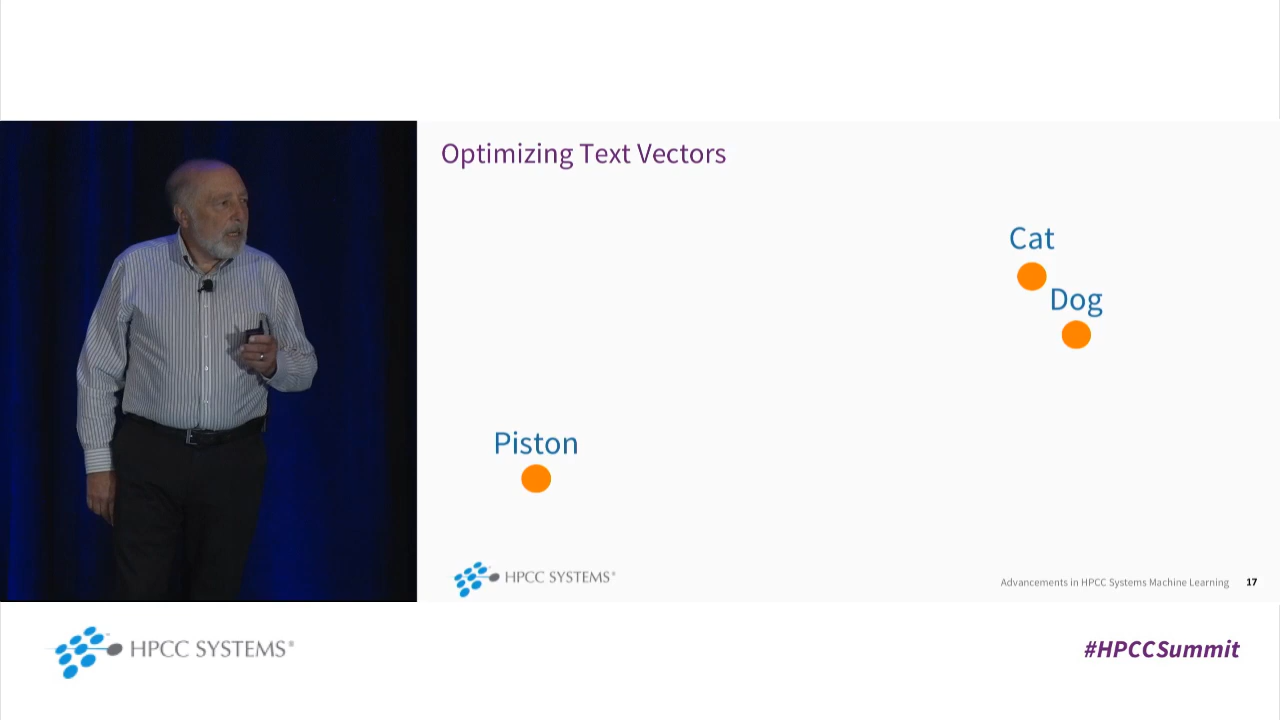 Optimizing Text Vectors
Cat
Dog
Piston
HPCC SYSTEMS®
Advancements in HPCC Systems Machine Learning 17
HPCC SYSTEMS®
#HPCCSummit